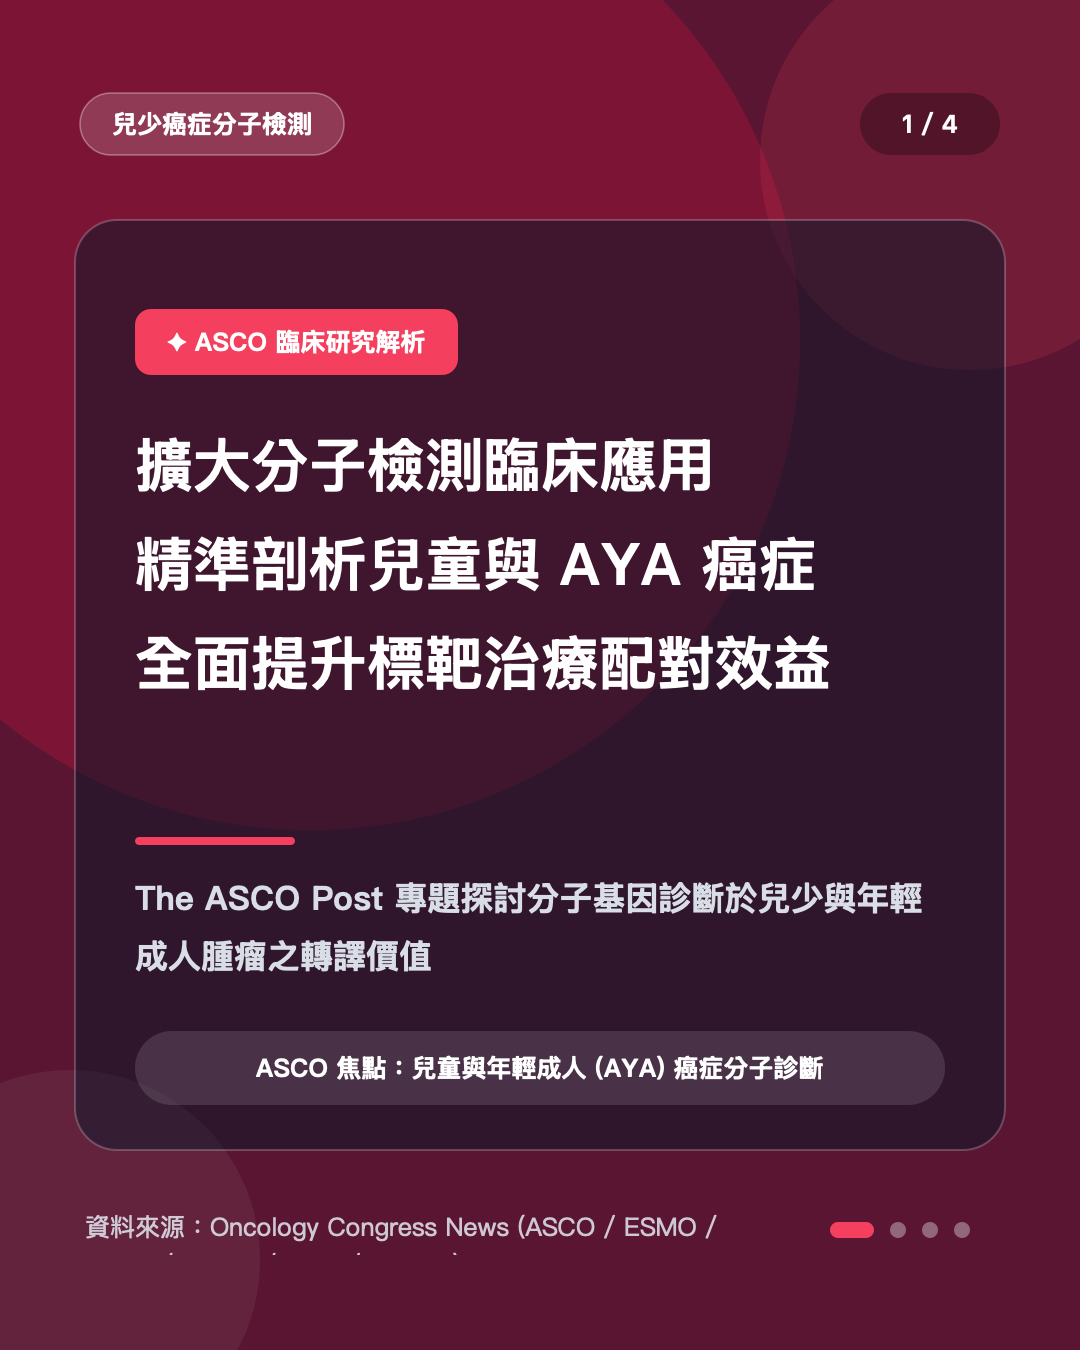 兒少癌症分子檢測
1 / 4
✦ ASCO 臨床研究解析
擴大分子檢測臨床應用
精準剖析兒童與 AYA 癌症
全面提升標靶治療配對效益
The ASCO Post 專題探討分子基因診斷於兒少與年輕
成人腫瘤之轉譯價值
ASCO 焦點：兒童與年輕成人 (AYA) 癌症分子診斷
資料來源：Oncology Congress News (ASCO / ESMO /